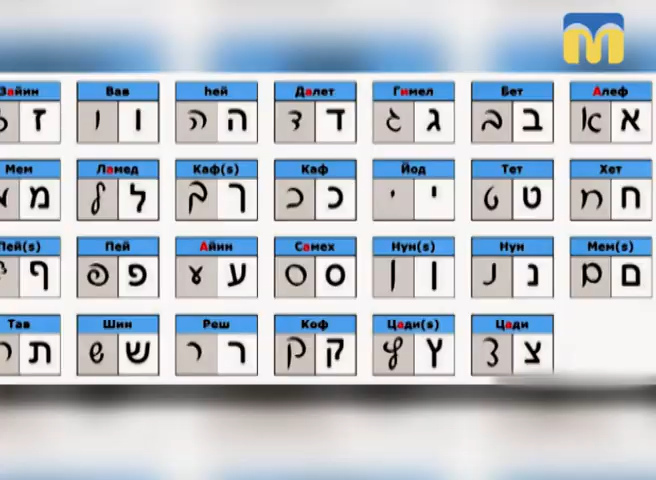 Алеф Бет Гимел Далет hей Вав Зайин
א ב ג ד ה ו ז
Хет Тет Йод Каф Каф(s) Ламед Мем
ח ט י כ ך ל מ
Мем(s) Нун Нун(s) Самех Айин Пей Пей(s)
ם נ ן ס ע פ ף
Цади Цади(s) Коф Реш Шин Тав
צ ץ ק ר ש ת